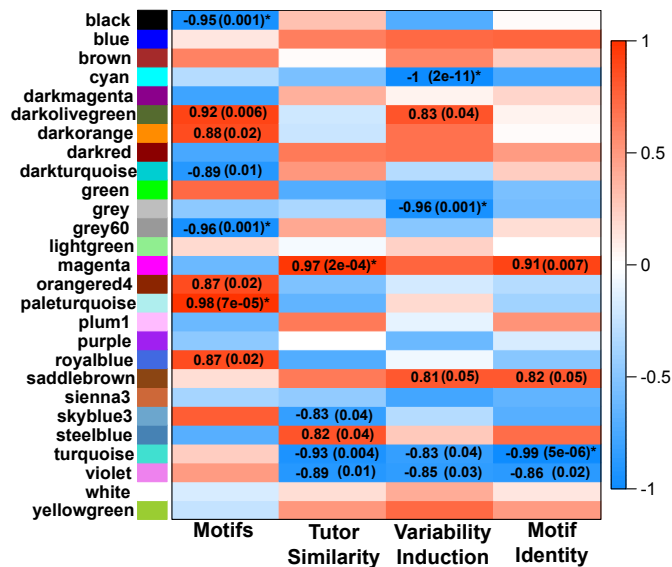 black -0.95 (0.001)*
blue
brown
cyan -1 (2e-11)*
darkmagenta
darkolivegreen 0.92 (0.006) 0.83 (0.04)
darkorange 0.88 (0.02)
darkred
darkturquoise -0.89 (0.01)
green
grey -0.96 (0.001)*
grey60 -0.96 (0.001)*
lightgreen
magenta 0.97 (2e-04)* 0.91 (0.007)
orangered4 0.87 (0.02)
paleturquoise 0.98 (7e-05)*
plum1
purple
royalblue 0.87 (0.02)
saddlebrown 0.81 (0.05) 0.82 (0.05)
sienna3
skyblue3 -0.83 (0.04)
steelblue 0.82 (0.04)
turquoise -0.93 (0.004) -0.83 (0.04) -0.99 (5e-06)*
violet -0.89 (0.01) -0.85 (0.03) -0.86 (0.02)
white
yellowgreen
Motifs Tutor Variability Motif
Similarity Induction Identity
1
0.5
0
-0.5
-1